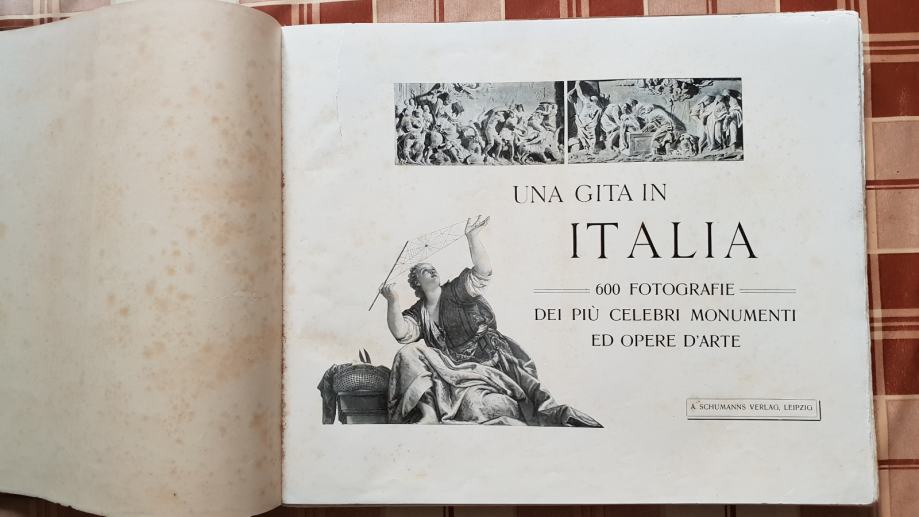 UNA GITA IN
ITALIA
600 FOTOGRAFIE
DEI PIÙ CELEBRI MONUMENTI
ED OPERE D'ARTE
A. SCHUMANNS VERLAG, LEIPZIG